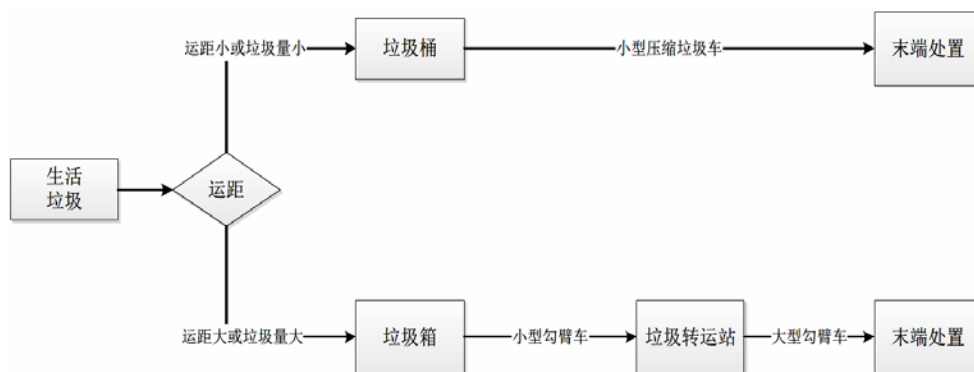 运距小或垃圾量小
垃圾桶
小型压缩垃圾车
末端处置
生活
垃圾
运距
运距大或垃圾量大
垃圾箱
小型勾臂车
垃圾转运站
大型勾臂车
末端处置